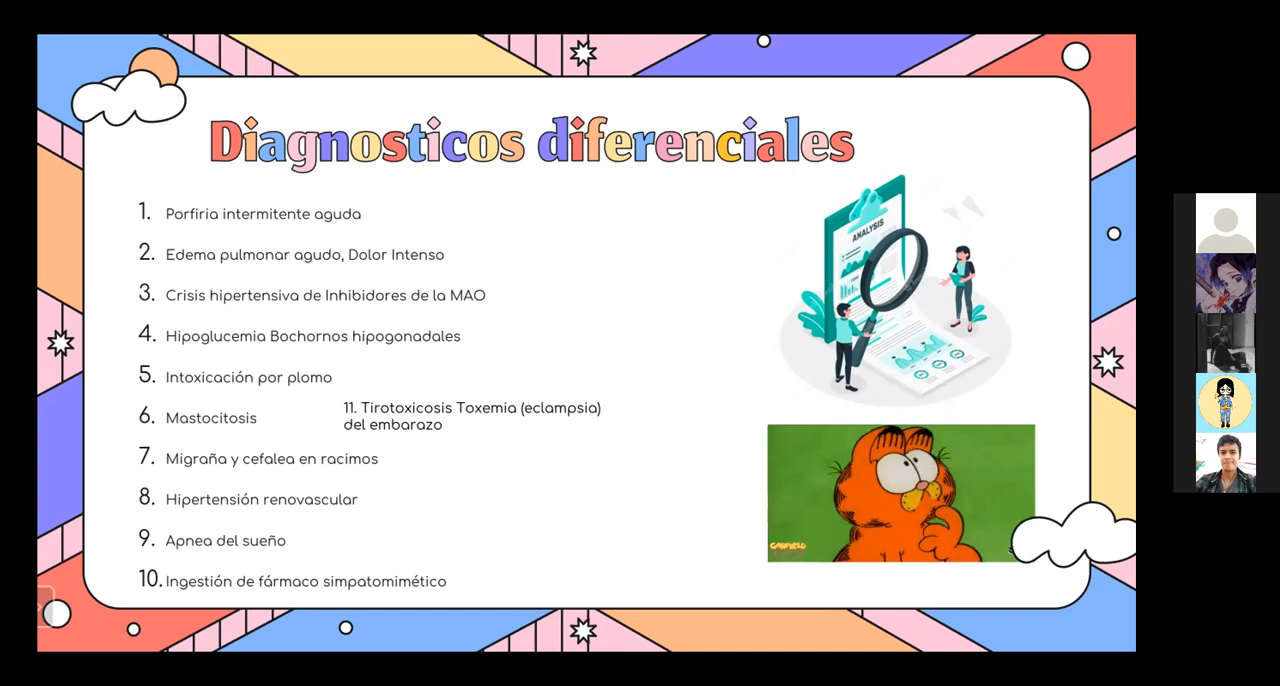 Diagnosticos diferenciales
1. Porfiria intermitente aguda
2. Edema pulmonar agudo, Dolor Intenso
3. Crisis hipertensiva de Inhibidores de la MAO
4. Hipoglucemia Bochornos hipogonadales
5. Intoxicación por plomo
6. Mastocitosis
7. Migraña y cefalea en racimos
8. Hipertensión renovascular
9. Apnea del sueño
10. Ingestión de fármaco simpatomimético
11. Tirotoxicosis Toxemia (eclampsia)
del embarazo
ANALYSIS
GARFIELD